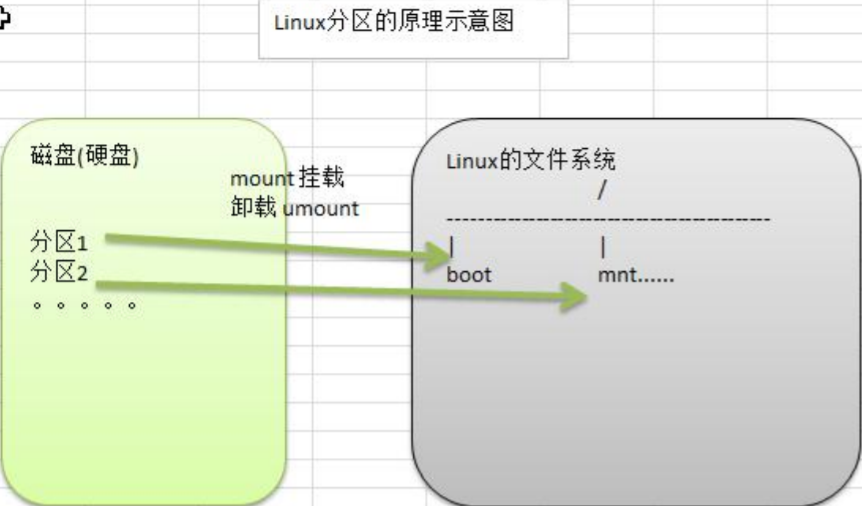 Linux分区的原理示意图
磁盘(硬盘)
mount 挂载
卸载 umount
分区1
分区2
。。。。。
Linux的文件系统
/
-----------------------------------------
| |
boot mnt......